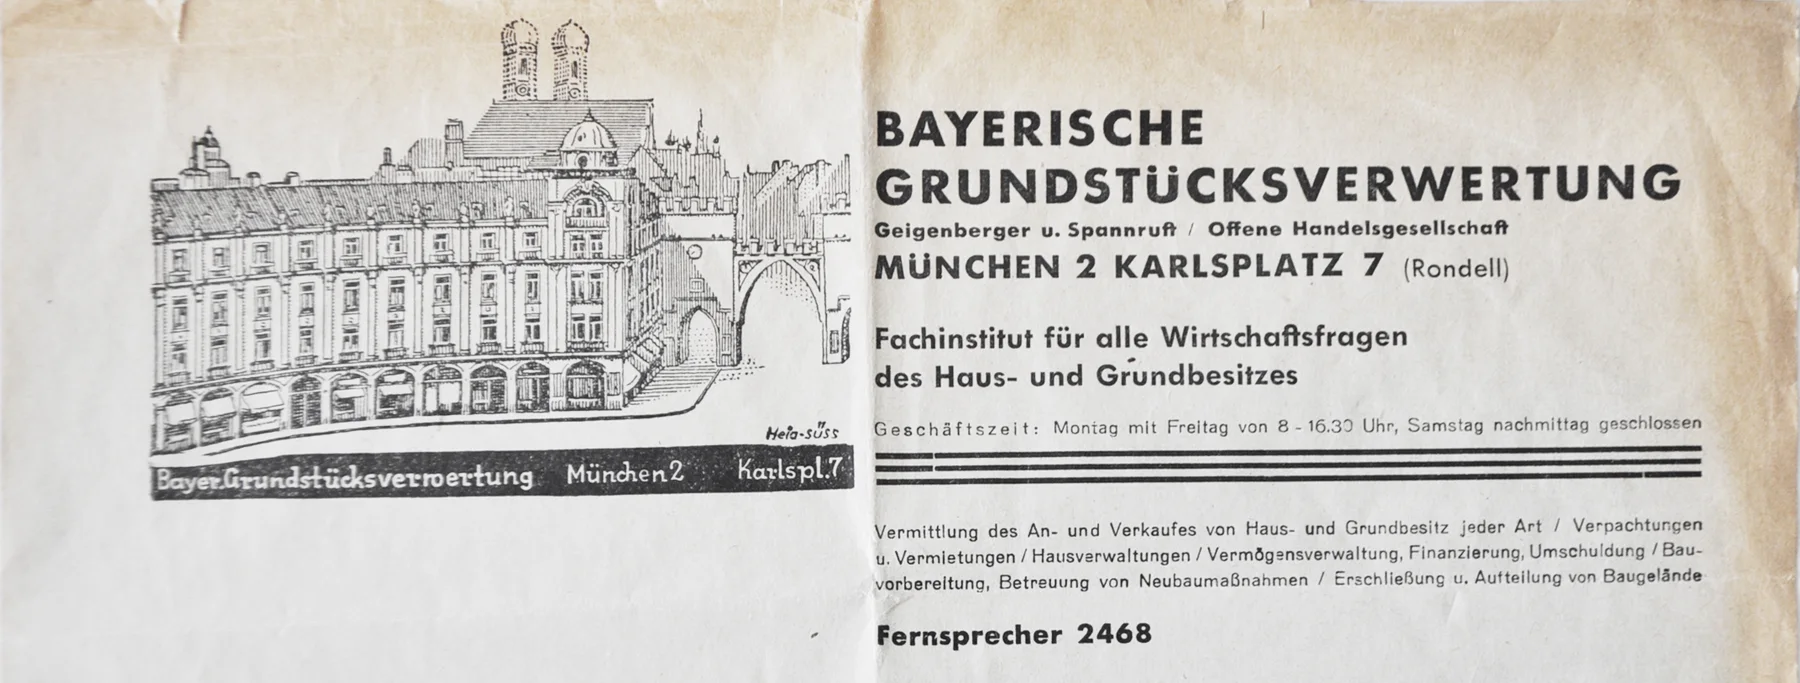 Heia-süss
Bayer. Grundstücksverwertung München 2 Karlspl. 7
BAYERISCHE
GRUNDSTÜCKSVERWERTUNG
Geigenberger u. Spannruft / Offene Handelsgesellschaft
MÜNCHEN 2 KARLSPLATZ 7 (Rondell)
Fachinstitut für alle Wirtschaftsfragen
des Haus- und Grundbesitzes
Geschäftszeit: Montag mit Freitag von 8 - 16.30 Uhr, Samstag nachmittag geschlossen
Vermittlung des An- und Verkaufes von Haus- und Grundbesitz jeder Art / Verpachtungen
u. Vermietungen / Hausverwaltungen / Vermögensverwaltung, Finanzierung, Umschuldung / Bau-
vorbereitung, Betreuung von Neubaumaßnahmen / Erschließung u. Aufteilung von Baugelände
Fernsprecher 2468